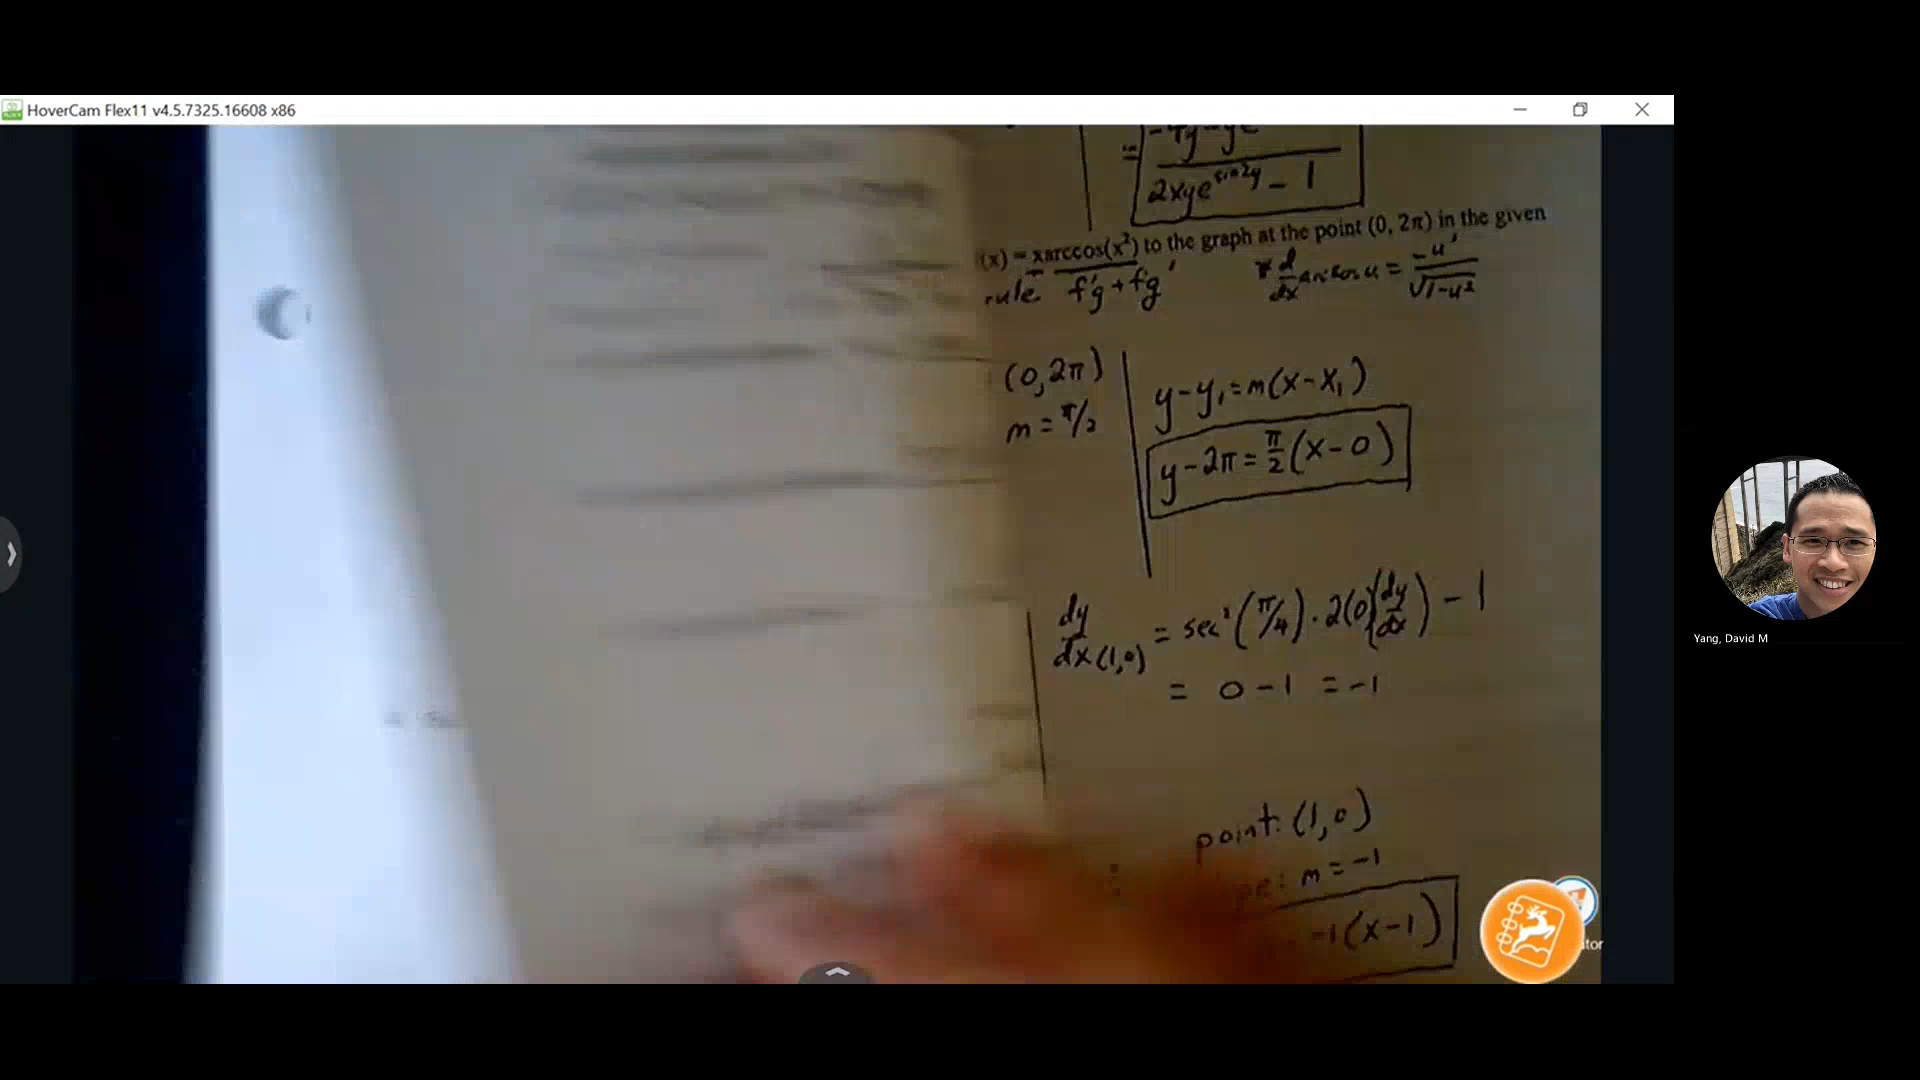 HoverCam Flex11 v4.5.7325.16608 x86
=
2xye^sin2y - 1
(x) = xarccos(x²) to the graph at the point (0, 2π) in the given
rule f'g + fg'
* d/dx arccos u = -u'/√1-u²
(0, 2π)
m = π/2
y - y₁ = m(x - x₁)
y - 2π = π/2 (x - 0)
dy/dx (1,0) = sec²(π/4) · 2(0)(dy/dx) - 1
= 0 - 1 = -1
point: (1, 0)
m = -1
-1(x-1)
Yang, David M